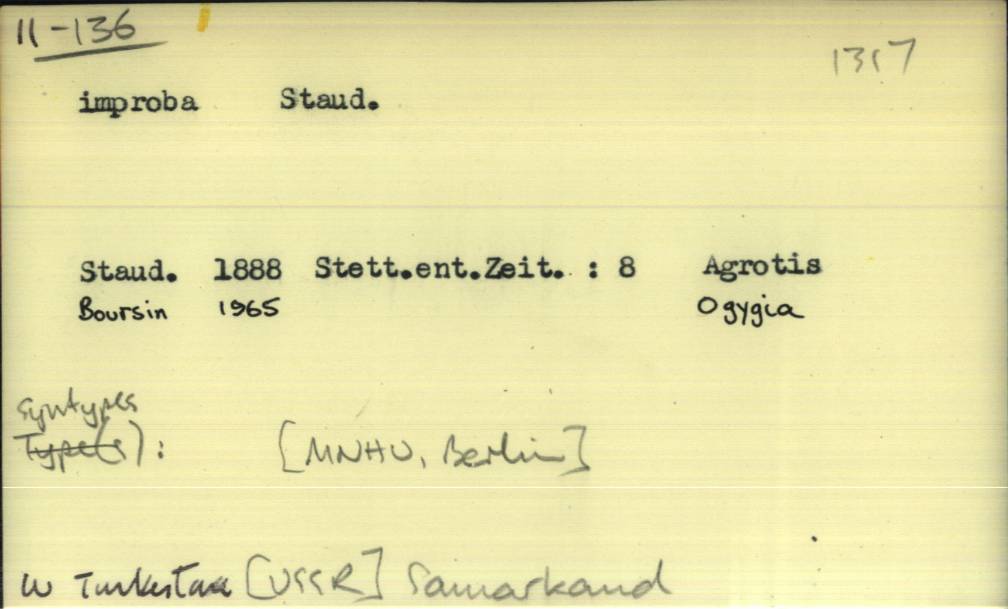 11-136
1317
improba Staud.
Staud. 1888 Stett.ent.Zeit. : 8 Agrotis
Boursin 1965 Ogygia
Syntypes
Type(s) :
[MNHU, Berlin]
W Turkestan [USSR] Samarkand